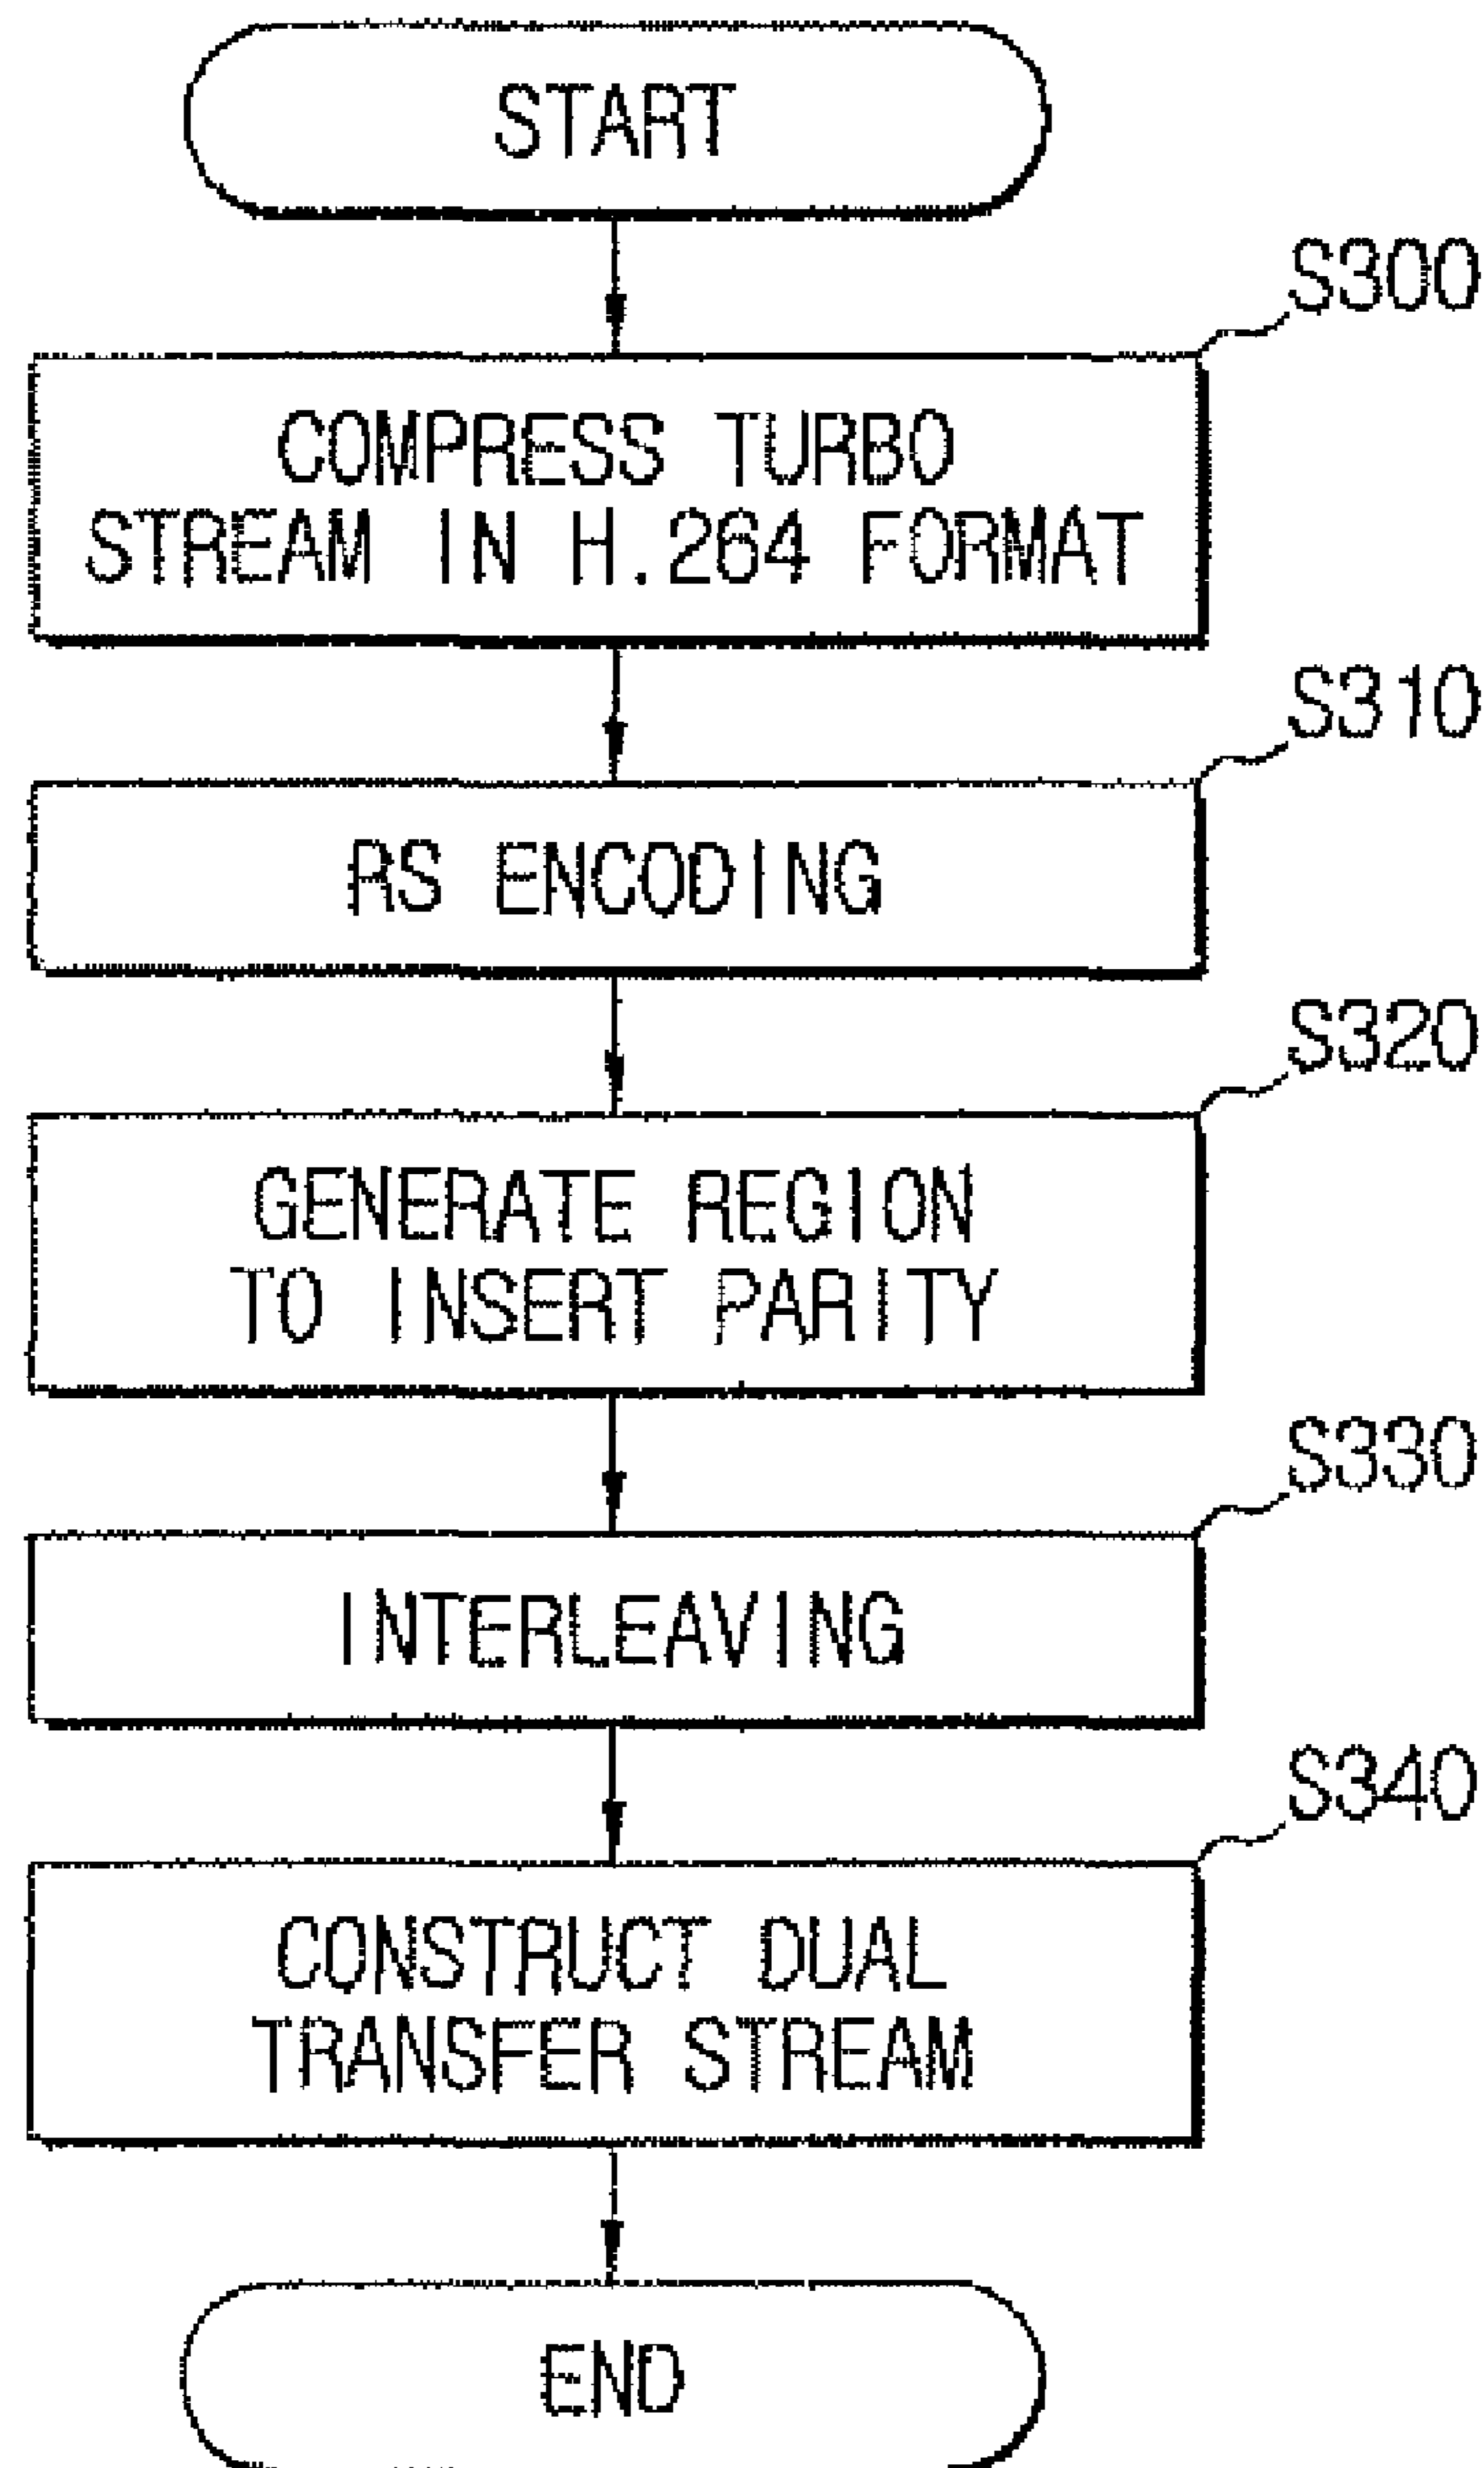 START
S300
COMPRESS TURBO
STREAM IN H.264 FORMAT
S310
RS ENCODING
S320
GENERATE REGION
TO INSERT PARITY
S330
INTERLEAVING
S340
CONSTRUCT DUAL
TRANSFER STREAM
END